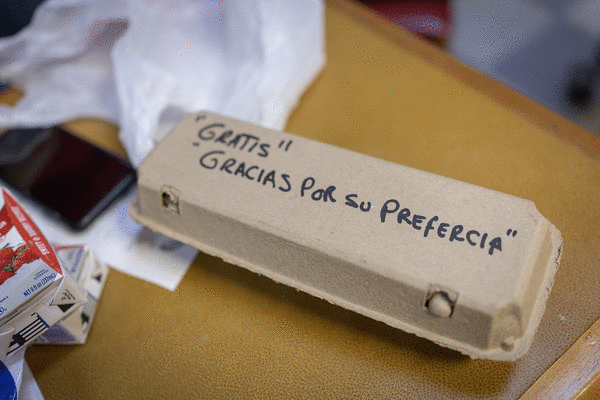 "GRATIS"
"GRACIAS POR SU PREFERCIA"